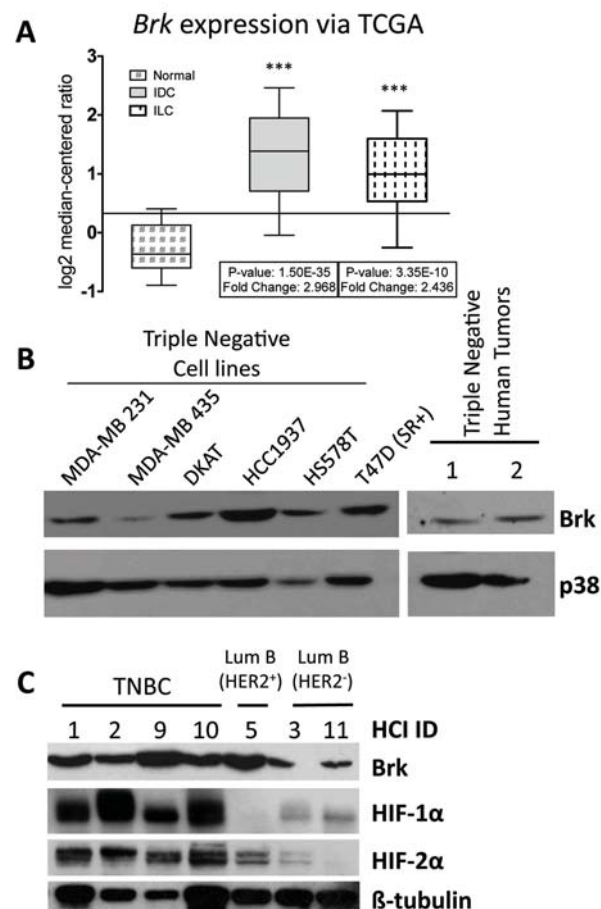 A
Brk expression via TCGA
log2 median-centered ratio
3
2
1
0
-1
Normal
IDC
ILC
***
***
P-value: 1.50E-35
Fold Change: 2.968
P-value: 3.35E-10
Fold Change: 2.436
B
Triple Negative
Cell lines
MDA-MB 231
MDA-MB 435
DKAT
HCC1937
HS578T
T47D (SR+)
Triple Negative
Human Tumors
1 2
Brk
p38
C
TNBC
Lum B
(HER2⁺)
Lum B
(HER2⁻)
1 2 9 10 5 3 11 HCI ID
Brk
HIF-1α
HIF-2α
ß-tubulin